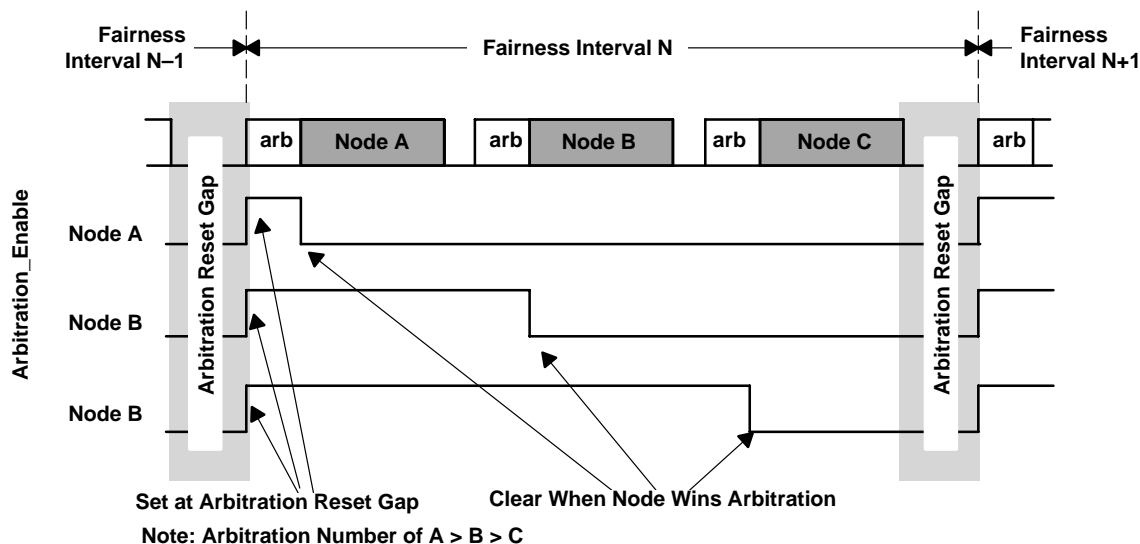 Fairness
Interval N–1
Fairness Interval N
Fairness
Interval N+1
arb
Node A
arb
Node B
arb
Node C
arb
Arbitration_Enable
Arbitration Reset Gap
Arbitration Reset Gap
Node A
Node B
Node B
Set at Arbitration Reset Gap
Clear When Node Wins Arbitration
Note: Arbitration Number of A > B > C